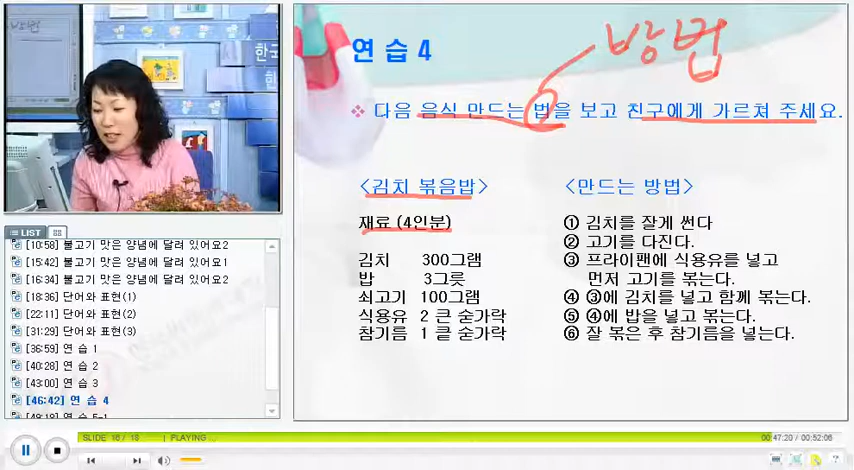 연 습 4
방법
❖ 다음 음식 만드는 법을 보고 친구에게 가르쳐 주세요.
<김치 볶음밥>
재료 (4인분)
김치 300그램
밥 3그릇
쇠고기 100그램
식용유 2 큰 숟가락
참기름 1 큰 숟가락
<만드는 방법>
① 김치를 잘게 썬다
② 고기를 다진다.
③ 프라이팬에 식용유를 넣고
먼저 고기를 볶는다.
④ ③에 김치를 넣고 함께 볶는다.
⑤ ④에 밥을 넣고 볶는다.
⑥ 잘 볶은 후 참기름을 넣는다.
LIST
[10:58] 불고기 맛은 양념에 달려 있어요2
[15:42] 불고기 맛은 양념에 달려 있어요1
[16:34] 불고기 맛은 양념에 달려 있어요2
[18:36] 단어와 표현(1)
[22:11] 단어와 표현(2)
[31:29] 단어와 표현(3)
[36:59] 연 습 1
[40:28] 연 습 2
[43:00] 연 습 3
[46:42] 연 습 4
[49:18] 연 습 5-1
SLIDE 16 / 18 | PLAYING ...
00:47:20 / 00:52:06